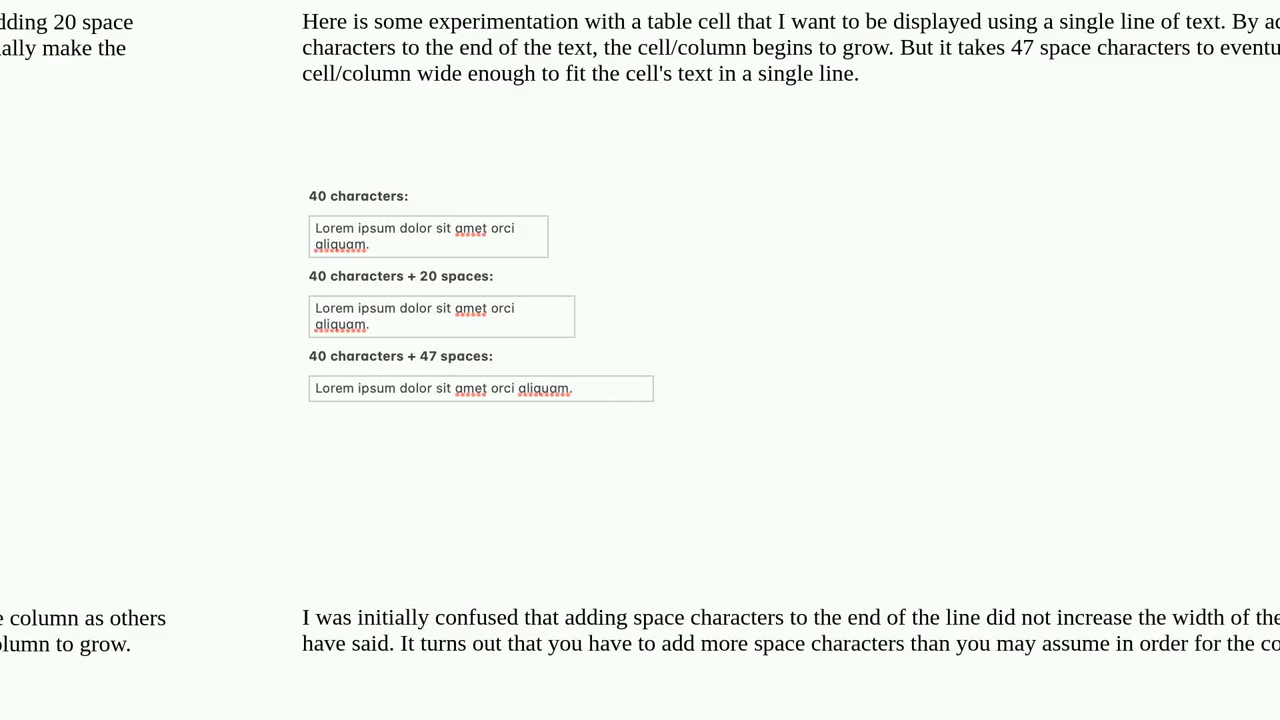 dding 20 space
ally make the
Here is some experimentation with a table cell that I want to be displayed using a single line of text. By a
characters to the end of the text, the cell/column begins to grow. But it takes 47 space characters to eventu
cell/column wide enough to fit the cell's text in a single line.
40 characters:
Lorem ipsum dolor sit amet orci
aliquam.
40 characters + 20 spaces:
Lorem ipsum dolor sit amet orci
aliquam.
40 characters + 47 spaces:
Lorem ipsum dolor sit amet orci aliquam.
e column as others
olumn to grow.
I was initially confused that adding space characters to the end of the line did not increase the width of the
have said. It turns out that you have to add more space characters than you may assume in order for the co